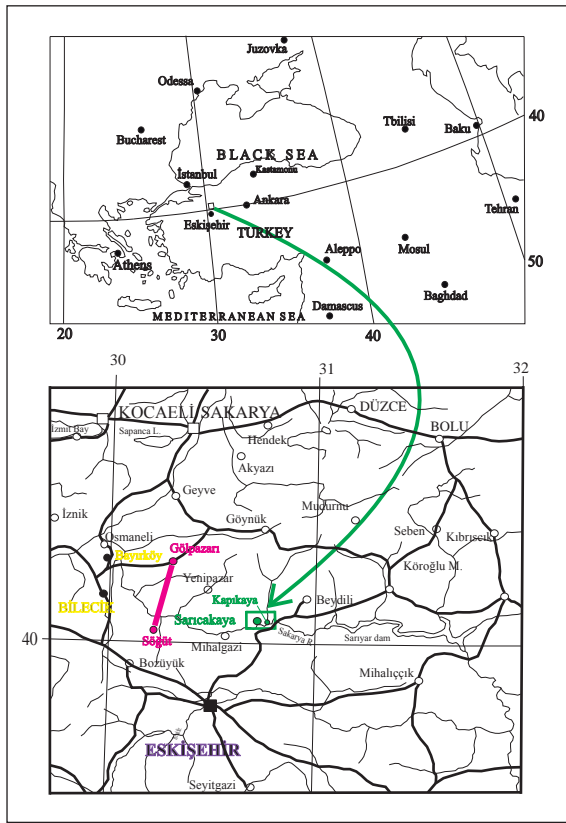 Juzovka
Odessa
40
Tbilisi
Baku
Bucharest
BLACK SEA
Kastamonu
İstanbul
Ankara
Tehran
Eskişehir
TURKEY
Aleppo
Mosul
Athens
50
Baghdad
Damascus
MEDITERRANEAN SEA
20
30
40
30
31
32
KOCAELİ SAKARYA
DÜZCE
İzmit Bay
Sapanca L.
Hendek
BOLU
Akyazı
Geyve
Mudurnu
İznik
Göynük
Seben
Kıbrıscık
Osmaneli
Bayırköy
Gölpazarı
Köroğlu M.
Yenipazar
BİLECİK
Kapıkaya
Beydili
Sarıcakaya
Söğüt
Sakarya R.
Sarıyar dam
40
Mihalgazi
Bozüyük
Mihalıççık
ESKİŞEHİR
Seyitgazi